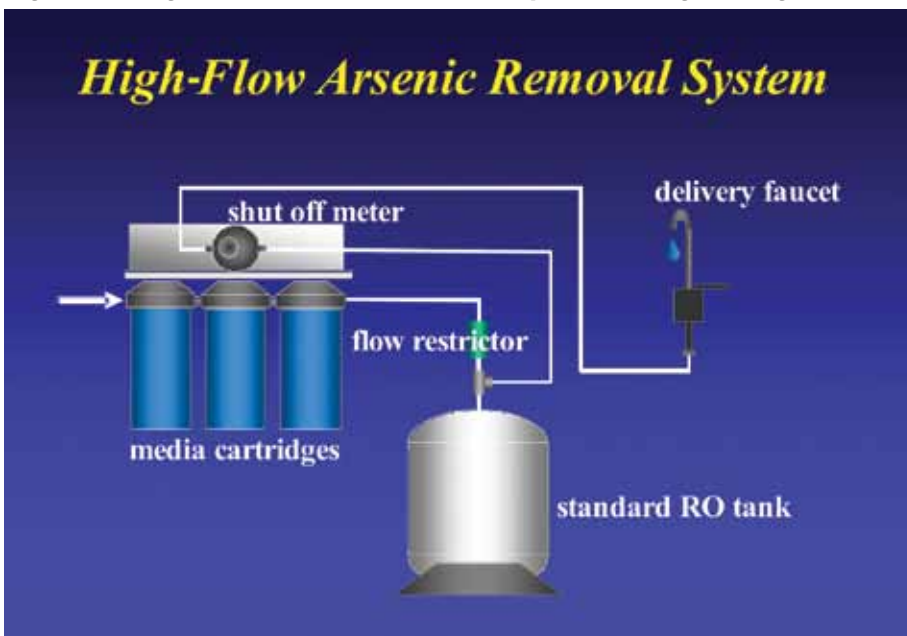 High-Flow Arsenic Removal System
delivery faucet
shut off meter
flow restrictor
media cartridges
standard RO tank